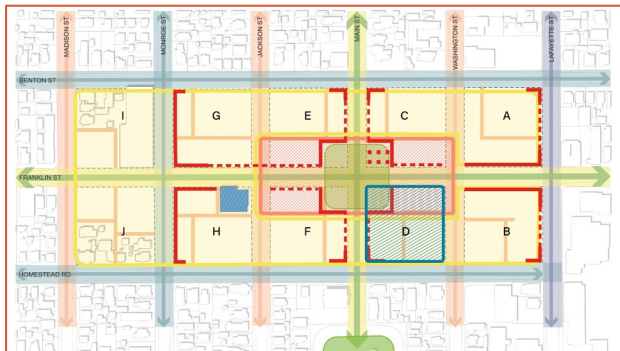 MADISON ST
MONROE ST
JACKSON ST
MAIN ST
WASHINGTON ST
LAFAYETTE ST
BENTON ST
I
G
E
C
A
FRANKLIN ST
J
H
F
D
B
HOMESTEAD RD